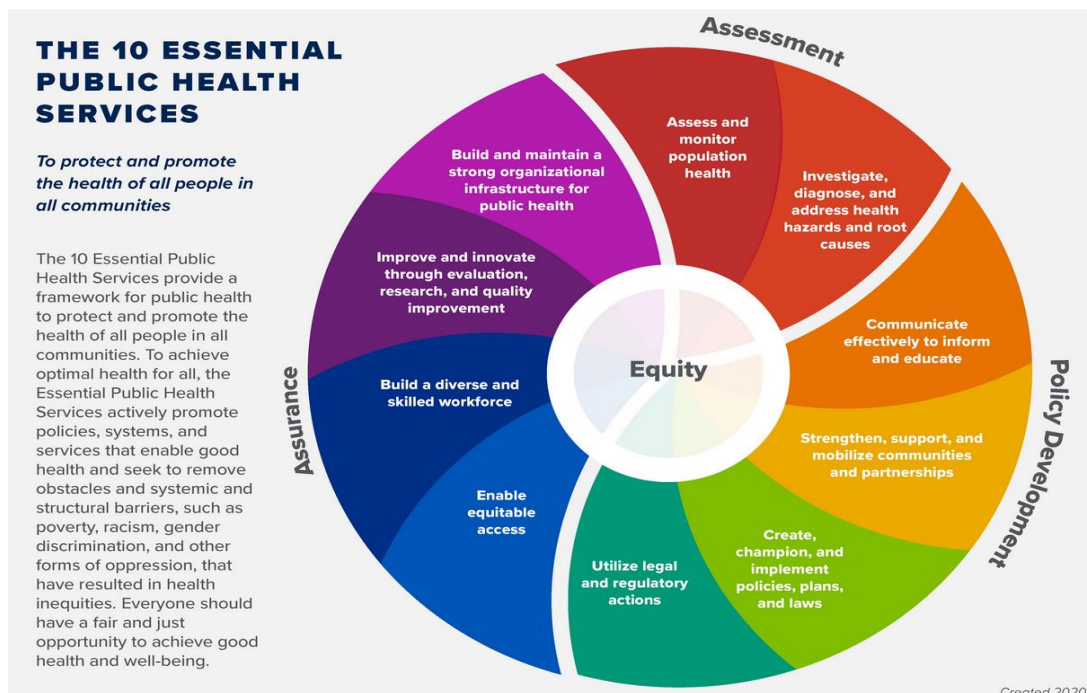 THE 10 ESSENTIAL
PUBLIC HEALTH
SERVICES
To protect and promote
the health of all people in
all communities
The 10 Essential Public
Health Services provide a
framework for public health
to protect and promote the
health of all people in all
communities. To achieve
optimal health for all, the
Essential Public Health
Services actively promote
policies, systems, and
services that enable good
health and seek to remove
obstacles and systemic and
structural barriers, such as
poverty, racism, gender
discrimination, and other
forms of oppression, that
have resulted in health
inequities. Everyone should
have a fair and just
opportunity to achieve good
health and well-being.
Assessment
Assess and
monitor
population
health
Investigate,
diagnose, and
address health
hazards and root
causes
Policy Development
Communicate
effectively to inform
and educate
Strengthen, support, and
mobilize communities
and partnerships
Create,
champion, and
implement
policies, plans,
and laws
Utilize legal
and regulatory
actions
Assurance
Enable
equitable
access
Build a diverse and
skilled workforce
Improve and innovate
through evaluation,
research, and quality
improvement
Build and maintain a
strong organizational
infrastructure for
public health
Equity
Created 2020